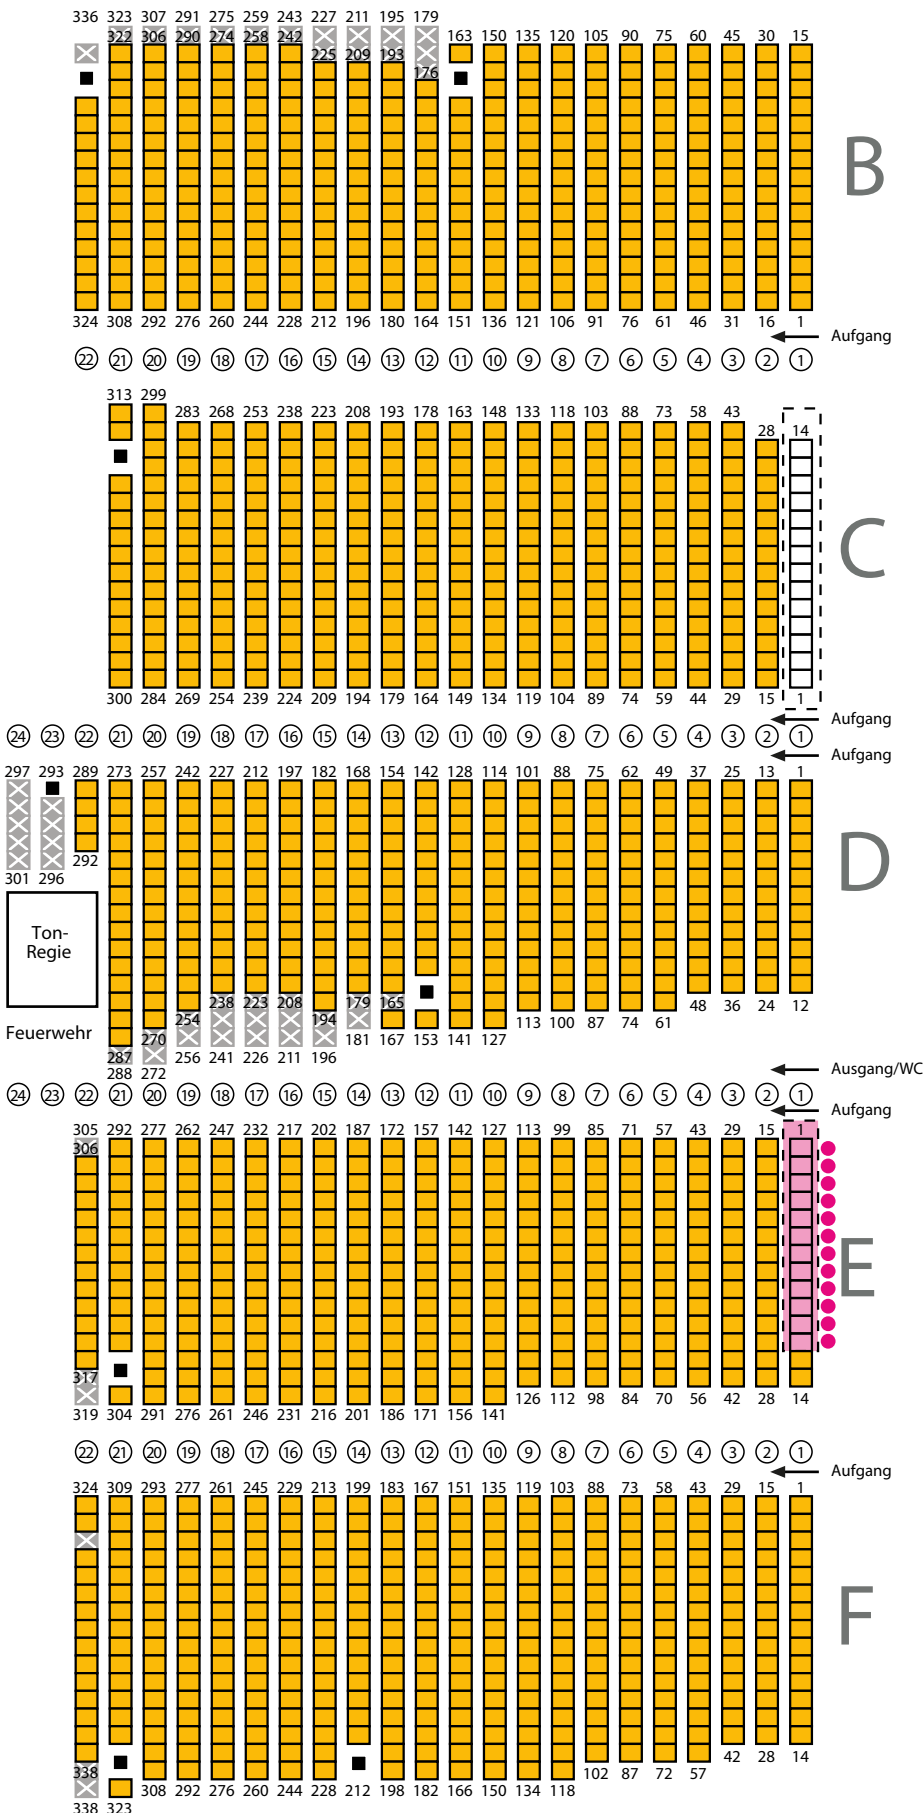 336 323 307 291 275 259 243 227 211 195 179
322 306 290 274 258 242 163 150 135 120 105 90 75 60 45 30 15
225 209 193
176
B
324 308 292 276 260 244 228 212 196 180 164 151 136 121 106 91 76 61 46 31 16 1
Aufgang
22 21 20 19 18 17 16 15 14 13 12 11 10 9 8 7 6 5 4 3 2 1
313 299
283 268 253 238 223 208 193 178 163 148 133 118 103 88 73 58 43
28 14
C
300 284 269 254 239 224 209 194 179 164 149 134 119 104 89 74 59 44 29 15 1
Aufgang
24 23 22 21 20 19 18 17 16 15 14 13 12 11 10 9 8 7 6 5 4 3 2 1
Aufgang
297 293 289 273 257 242 227 212 197 182 168 154 142 128 114 101 88 75 62 49 37 25 13 1
D
292
301 296
Ton-
Regie
238 223 208 179 165 48 36 24 12
254 194 113 100 87 74 61
Feuerwehr
270 181 167 153 141 127
287 256 241 226 211 196
288 272
Ausgang/WC
24 23 22 21 20 19 18 17 16 15 14 13 12 11 10 9 8 7 6 5 4 3 2 1
Aufgang
305 292 277 262 247 232 217 202 187 172 157 142 127 113 99 85 71 57 43 29 15 1
306
E
317
126 112 98 84 70 56 42 28 14
319 304 291 276 261 246 231 216 201 186 171 156 141
22 21 20 19 18 17 16 15 14 13 12 11 10 9 8 7 6 5 4 3 2 1
Aufgang
324 309 293 277 261 245 229 213 199 183 167 151 135 119 103 88 73 58 43 29 15 1
F
42 28 14
338 102 87 72 57
308 292 276 260 244 228 212 198 182 166 150 134 118
338 323